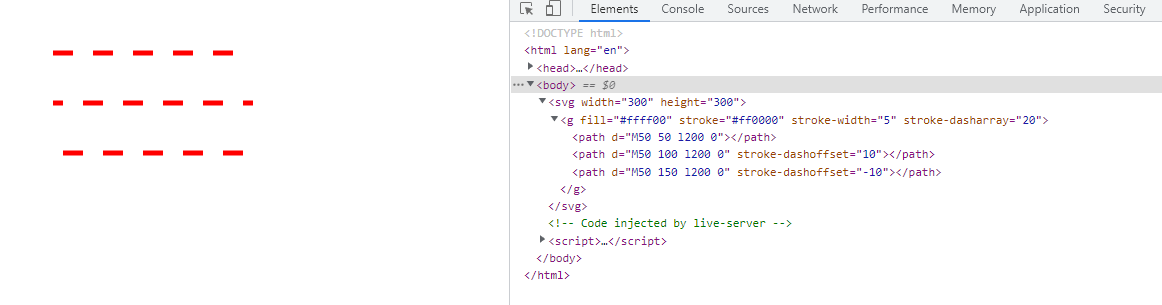 Elements Console Sources Network Performance Memory Application Security
<!DOCTYPE html>
<html lang="en">
<head>…</head>
<body> == $0
<svg width="300" height="300">
<g fill="#ffff00" stroke="#ff0000" stroke-width="5" stroke-dasharray="20">
<path d="M50 50 l200 0"></path>
<path d="M50 100 l200 0" stroke-dashoffset="10"></path>
<path d="M50 150 l200 0" stroke-dashoffset="-10"></path>
</g>
</svg>
<!-- Code injected by live-server -->
<script>…</script>
</body>
</html>